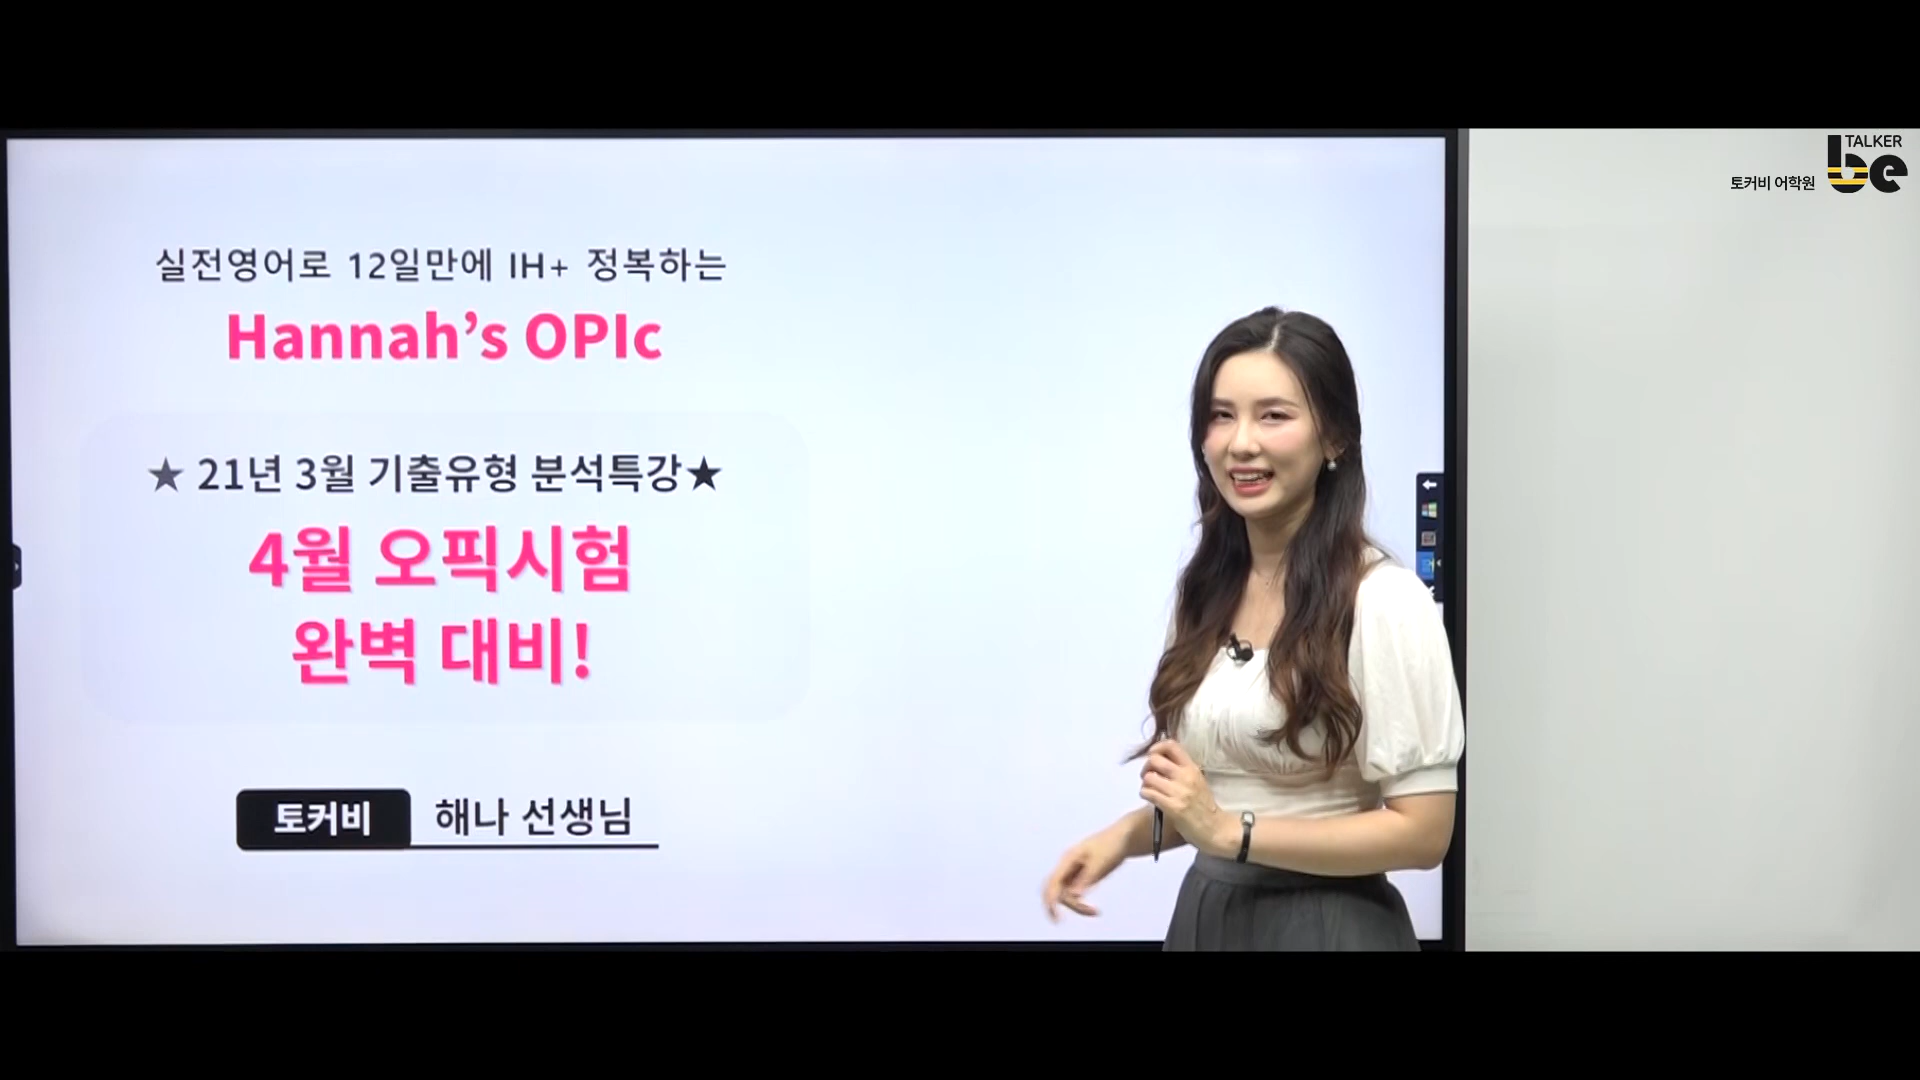 실전영어로 12일만에 IH+ 정복하는
Hannah’s OPIc
★ 21년 3월 기출유형 분석특강★
4월 오픽시험
완벽 대비!
토커비 해나 선생님
토커비 어학원
TALKER
be